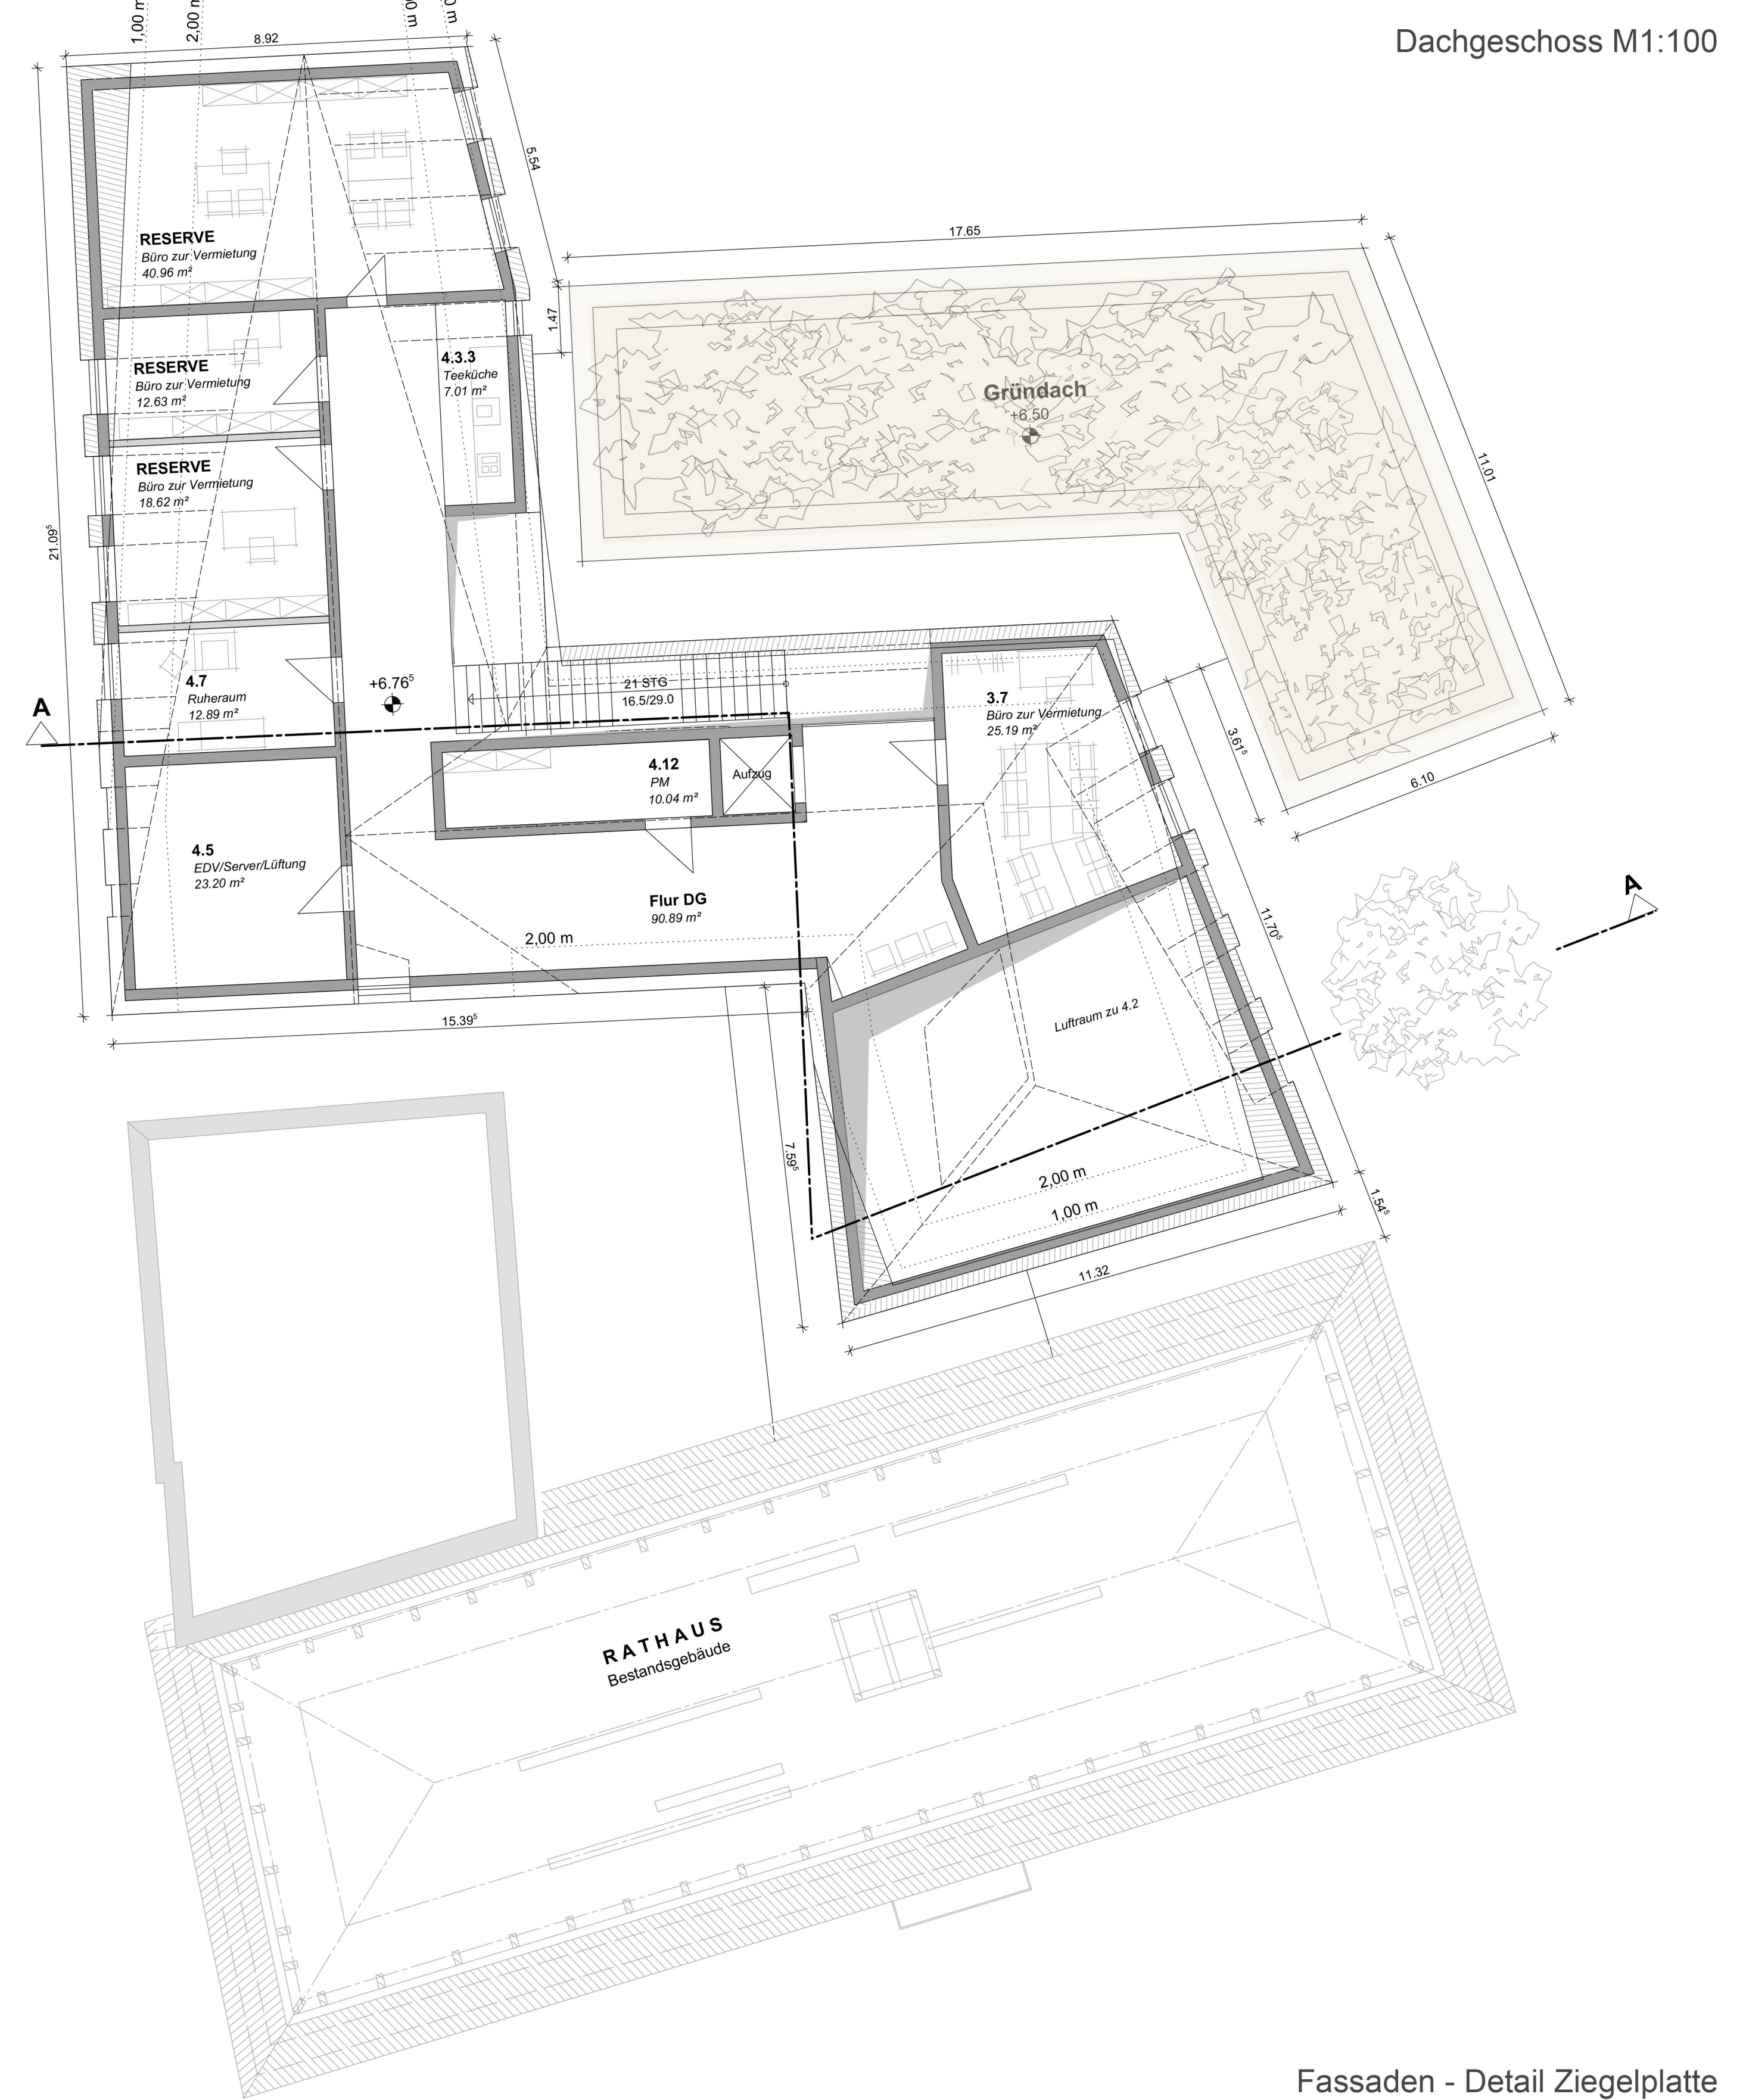 Dachgeschoss M1:100
1,00 m
2,00 m
0 m
0 m
8.92
5.54
17.65
1.47
RESERVE
Büro zur Vermietung
40.96 m²
RESERVE
Büro zur Vermietung
12.63 m²
4.3.3
Teeküche
7.01 m²
Gründach
+6.50
11.01
RESERVE
Büro zur Vermietung
18.62 m²
21.09⁵
4.7
Ruheraum
12.89 m²
+6.76⁵
21 STG
16.5/29.0
3.7
Büro zur Vermietung
25.19 m²
3.61⁵
6.10
A
4.12
PM
10.04 m²
Aufzug
4.5
EDV/Server/Lüftung
23.20 m²
Flur DG
90.89 m²
2,00 m
11.70⁵
A
15.39⁵
Luftraum zu 4.2
7.59⁵
2,00 m
1,00 m
1.54⁵
11.32
RATHAUS
Bestandsgebäude
Fassaden - Detail Ziegelplatte